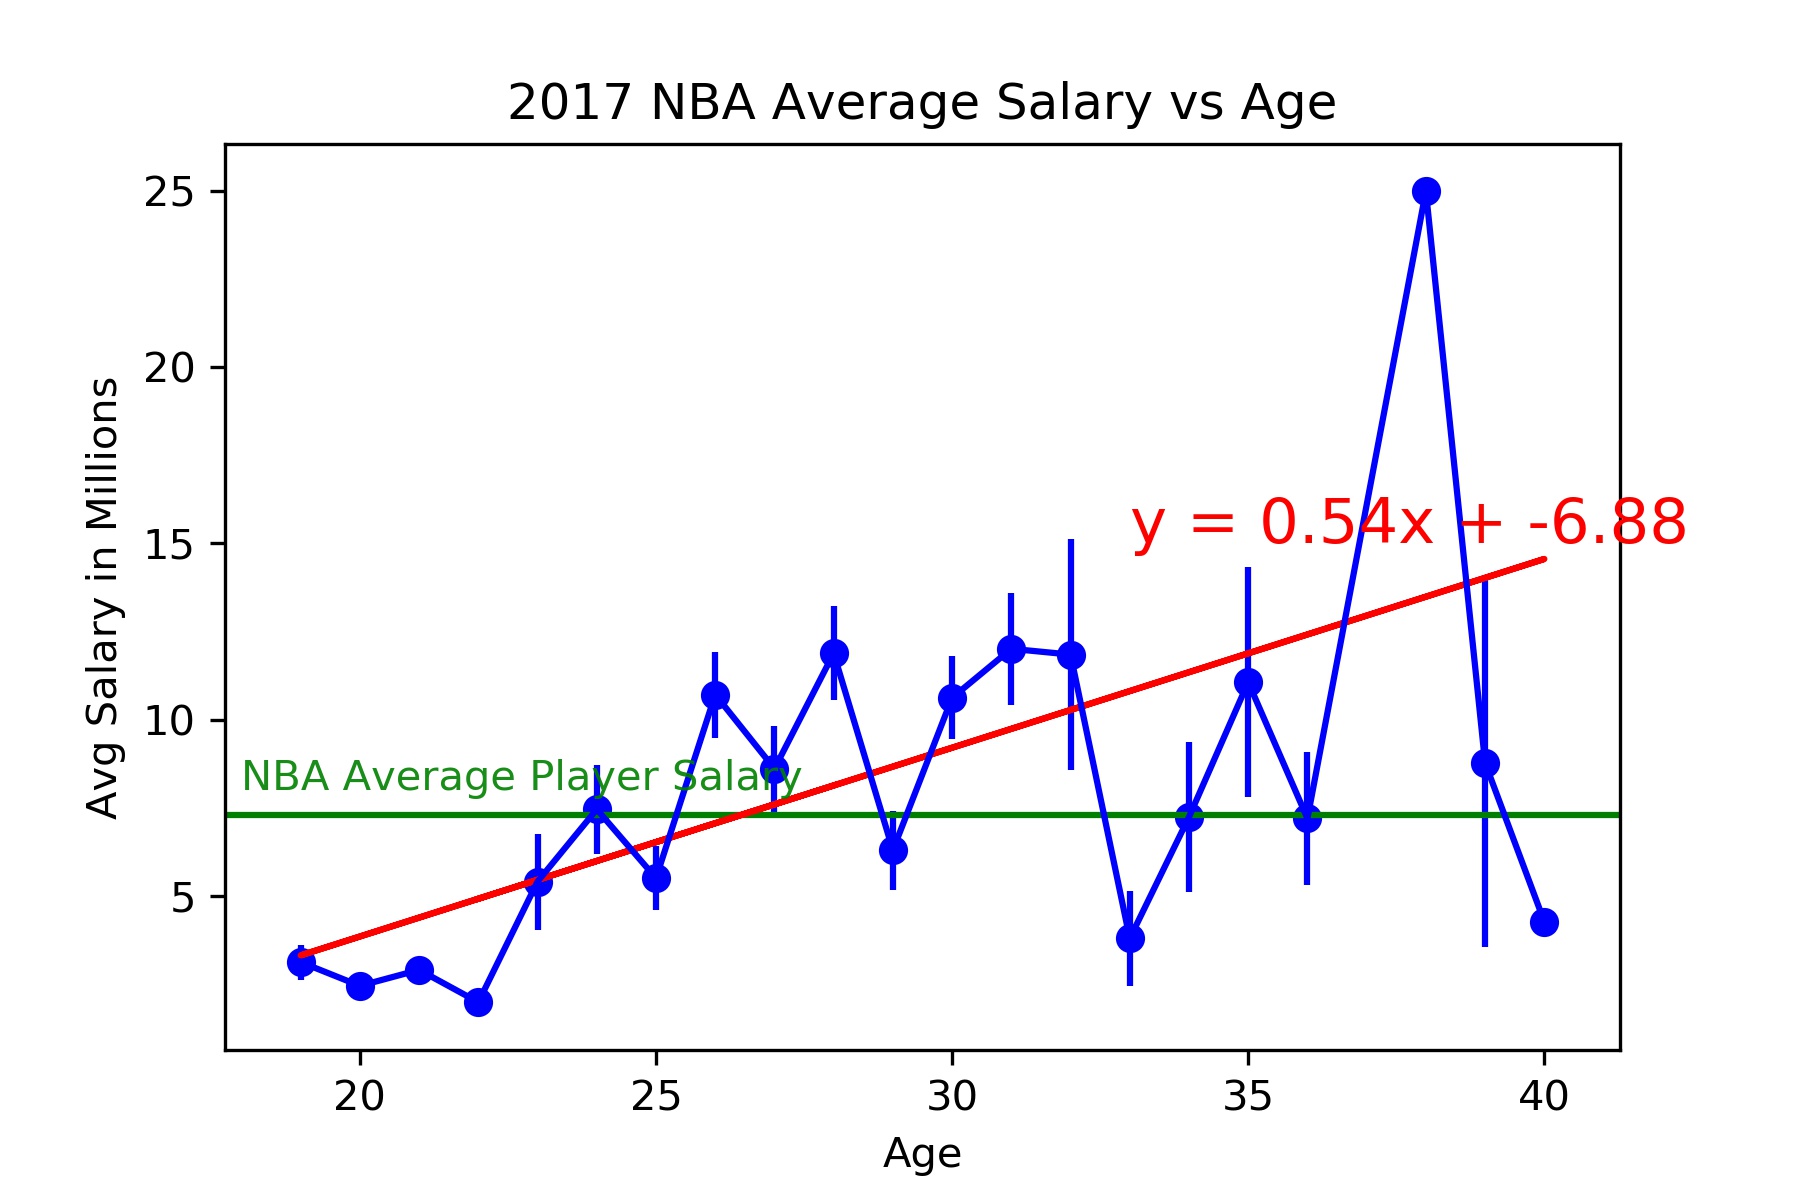 2017 NBA Average Salary vs Age
25
20
15
10
5
Avg Salary in Millions
y = 0.54x + -6.88
NBA Average Player Salary
20 25 30 35 40
Age